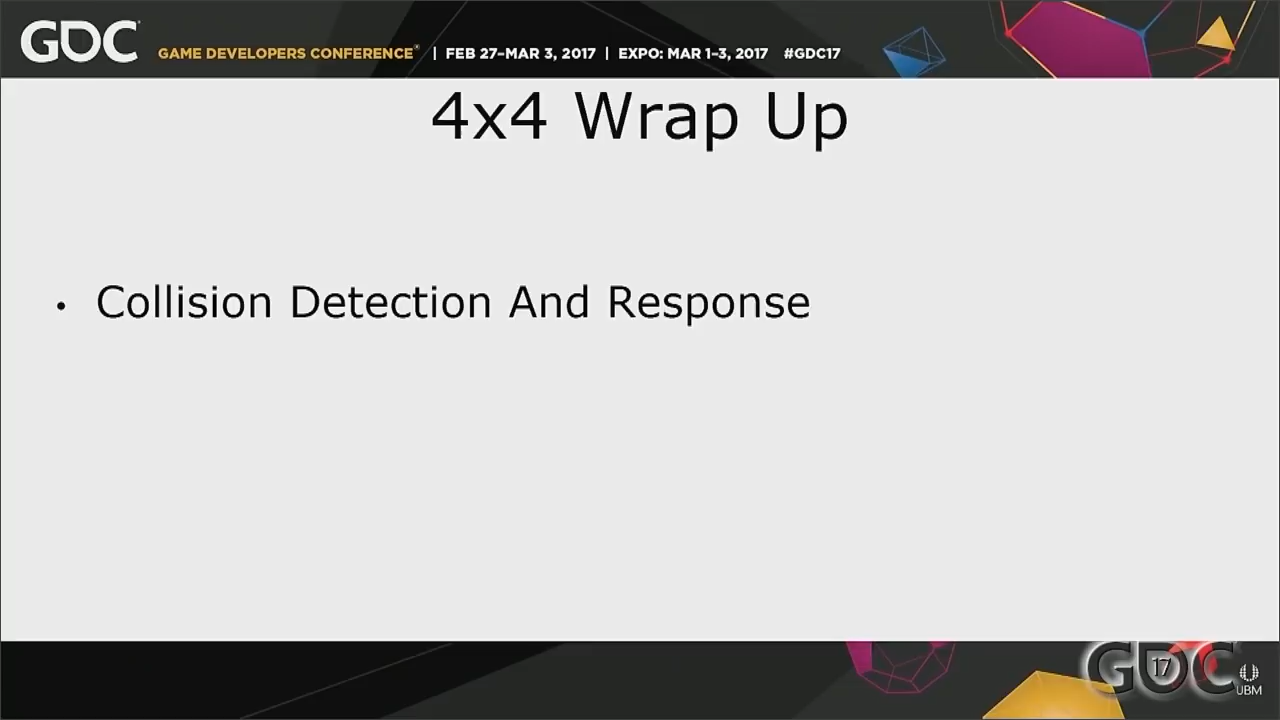 GDC GAME DEVELOPERS CONFERENCE® | FEB 27–MAR 3, 2017 | EXPO: MAR 1–3, 2017 #GDC17
4x4 Wrap Up
• Collision Detection And Response
GDC 17
UBM